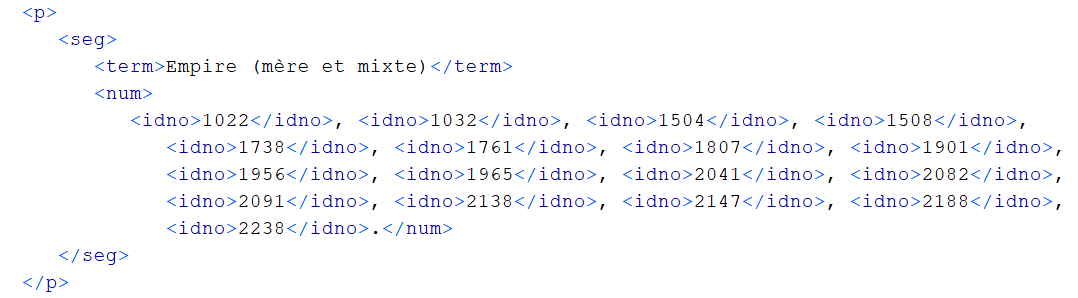 <p>
<seg>
<term>Empire (mère et mixte)</term>
<num>
<idno>1022</idno>, <idno>1032</idno>, <idno>1504</idno>, <idno>1508</idno>,
<idno>1738</idno>, <idno>1761</idno>, <idno>1807</idno>, <idno>1901</idno>,
<idno>1956</idno>, <idno>1965</idno>, <idno>2041</idno>, <idno>2082</idno>,
<idno>2091</idno>, <idno>2138</idno>, <idno>2147</idno>, <idno>2188</idno>,
<idno>2238</idno>.</num>
</seg>
</p>